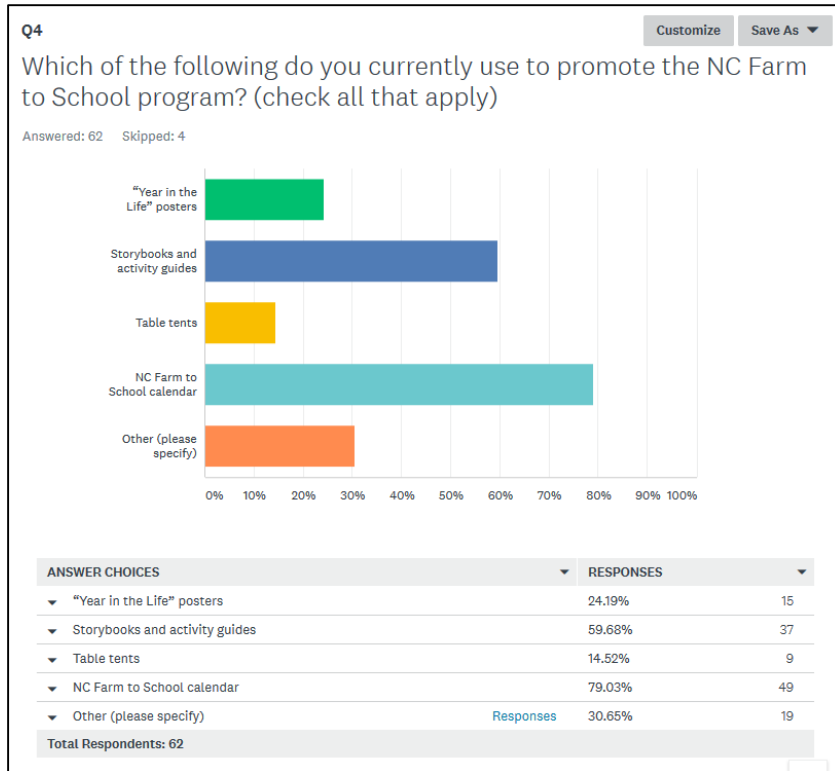 Q4
Customize
Save As
Which of the following do you currently use to promote the NC Farm
to School program? (check all that apply)
Answered: 62 Skipped: 4
“Year in the
Life” posters
Storybooks and
activity guides
Table tents
NC Farm to
School calendar
Other (please
specify)
0% 10% 20% 30% 40% 50% 60% 70% 80% 90% 100%
ANSWER CHOICES RESPONSES
“Year in the Life” posters 24.19% 15
Storybooks and activity guides 59.68% 37
Table tents 14.52% 9
NC Farm to School calendar 79.03% 49
Other (please specify) Responses 30.65% 19
Total Respondents: 62